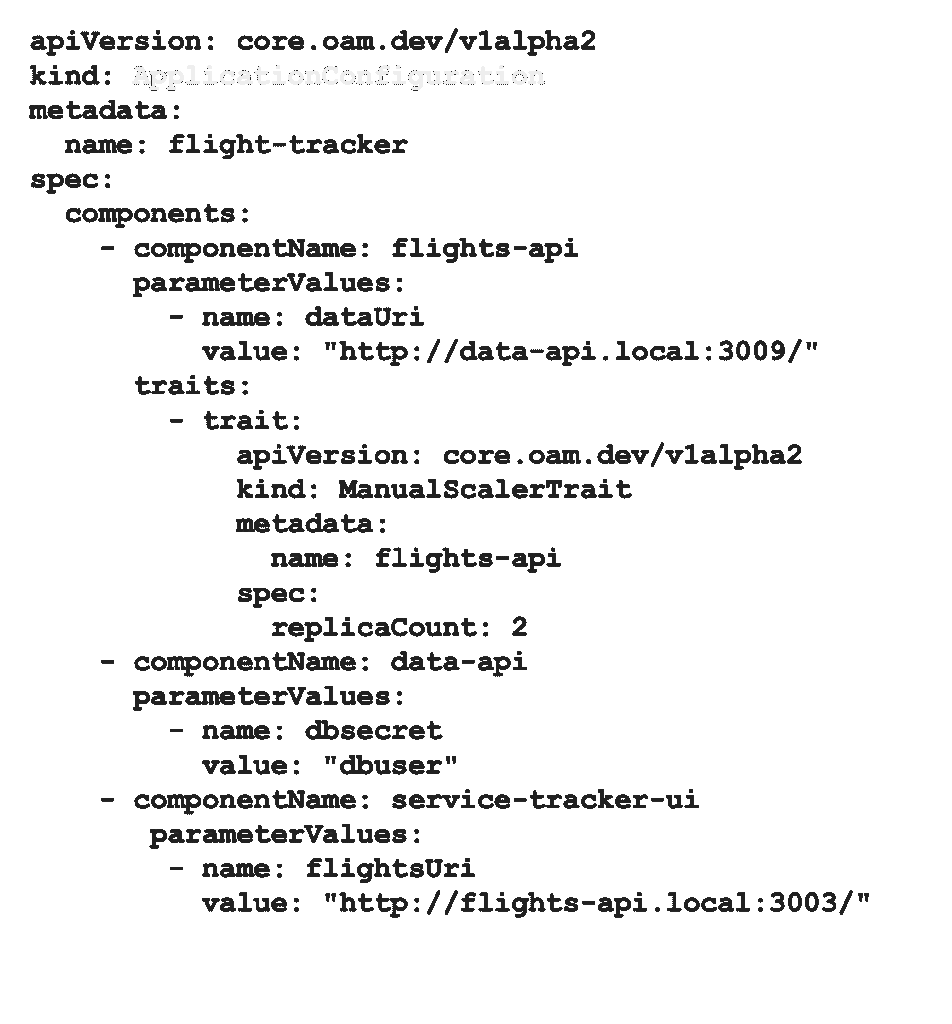 apiVersion: core.oam.dev/v1alpha2
kind: ApplicationConfiguration
metadata:
  name: flight-tracker
spec:
  components:
    - componentName: flights-api
      parameterValues:
        - name: dataUri
          value: "http://data-api.local:3009/"
      traits:
        - trait:
            apiVersion: core.oam.dev/v1alpha2
            kind: ManualScalerTrait
            metadata:
              name: flights-api
            spec:
              replicaCount: 2
    - componentName: data-api
      parameterValues:
        - name: dbsecret
          value: "dbuser"
    - componentName: service-tracker-ui
       parameterValues:
        - name: flightsUri
          value: "http://flights-api.local:3003/"